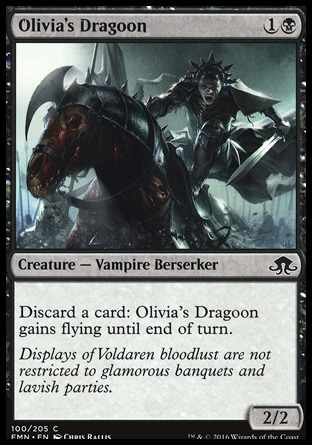 Olivia's Dragoon 1
Creature — Vampire Berserker
Discard a card: Olivia's Dragoon
gains flying until end of turn.
Displays of Voldaren bloodlust are not
restricted to glamorous banquets and
lavish parties.
2/2
100/205 C
EMN • EN Chris Rallis
™ & © 2016 Wizards of the Coast